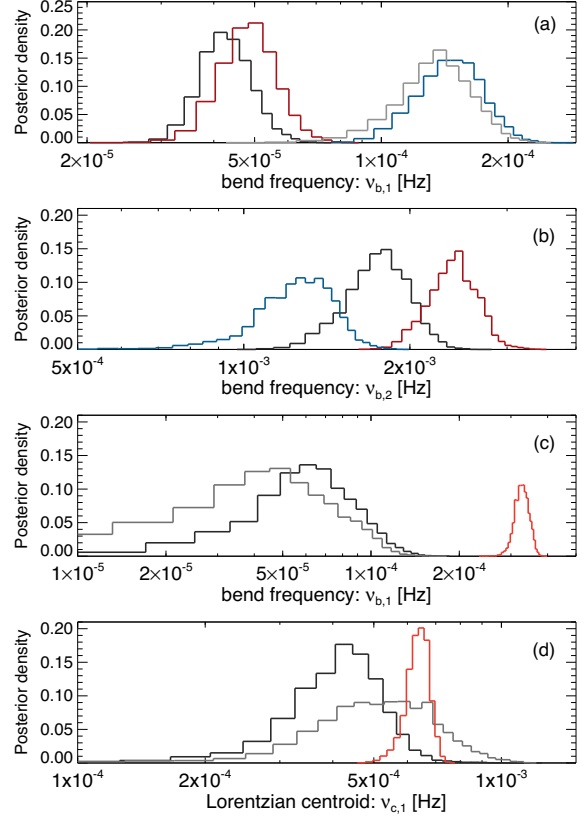 (a)
Posterior density
0.25
0.20
0.15
0.10
0.05
0.00
2×10⁻⁵ 5×10⁻⁵ 1×10⁻⁴ 2×10⁻⁴
bend frequency: ν_b,1 [Hz]
(b)
Posterior density
0.20
0.15
0.10
0.05
0.00
5×10⁻⁴ 1×10⁻³ 2×10⁻³
bend frequency: ν_b,2 [Hz]
(c)
Posterior density
0.20
0.15
0.10
0.05
0.00
1×10⁻⁵ 2×10⁻⁵ 5×10⁻⁵ 1×10⁻⁴ 2×10⁻⁴
bend frequency: ν_b,1 [Hz]
(d)
Posterior density
0.20
0.15
0.10
0.05
0.00
1×10⁻⁴ 2×10⁻⁴ 5×10⁻⁴ 1×10⁻³
Lorentzian centroid: ν_c,1 [Hz]